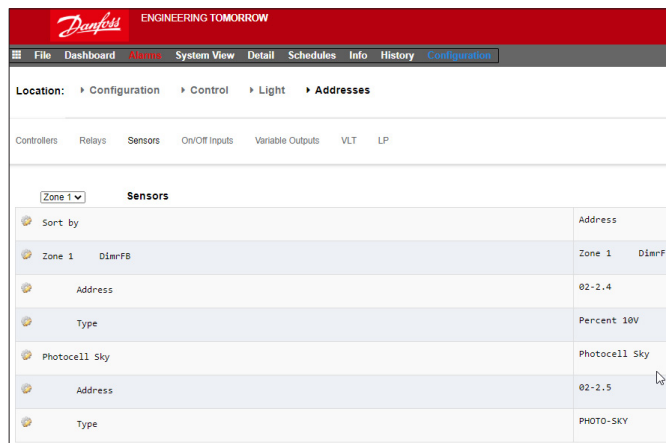 Danfoss ENGINEERING TOMORROW
File Dashboard Alarms System View Detail Schedules Info History Configuration
Location: Configuration Control Light Addresses
Controllers Relays Sensors On/Off Inputs Variable Outputs VLT LP
Zone 1 Sensors
Sort by Address
Zone 1 DimrFB Zone 1 DimrF
Address 02-2.4
Type Percent 10V
Photocell Sky Photocell Sky
Address 02-2.5
Type PHOTO-SKY